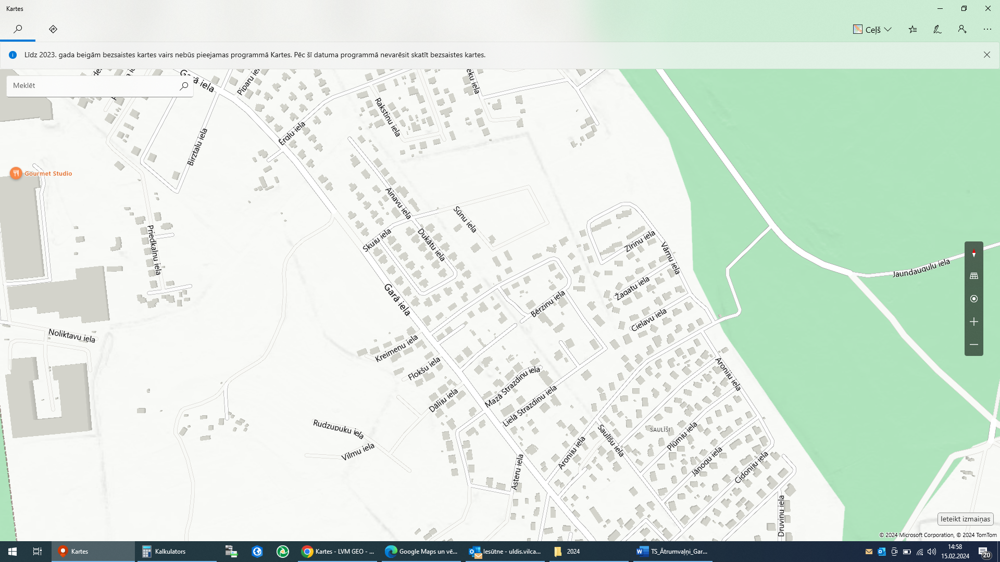 Kartes
Ceļš
Līdz 2023. gada beigām bezsaistes kartes vairs nebūs pieejamas programmā Kartes. Pēc šī datuma programmā nevarēsit skatīt bezsaistes kartes.
Meklēt
Garā iela
Piparu iela
eku iela
Rakstiņu iela
Ērgļu iela
Birztalu iela
Gourmet Studio
Ainavu iela
Sūnu iela
Priedkalnu iela
Skuju iela
Dukātu iela
Zīriņu iela
Vārnu iela
Jaundaugulu iela
Žagatu iela
Garā iela
Bērziņu iela
Cielavu iela
Noliktavu iela
Kreimeņu iela
Flokšu iela
Aroniju iela
Mazā Strazdiņu iela
Dāliju iela
Lielā Strazdiņu iela
Rudzupuķu iela
SAULĪŠI
Plūmju iela
Saulīšu iela
Vilmu iela
Aroniju iela
Jāņogu iela
Cidoniju iela
Asteru iela
Druvinu iela
Ieteikt izmaiņas
© 2024 Microsoft Corporation, © 2024 TomTom
Kartes
Kalkulators
Kartes - LVM GEO - ...
Google Maps un vē...
Iesūtne - uldis.vilca...
2024
TS_Ātrumvaļņi_Gar...
14:58
15.02.2024
20